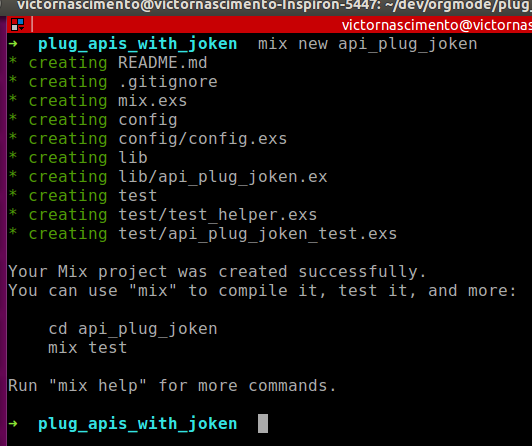 victornascimento@victornascimento-Inspiron-5447: ~/dev/orgmode/plug_
victornascimento@victornas
➜ plug_apis_with_joken mix new api_plug_joken
* creating README.md
* creating .gitignore
* creating mix.exs
* creating config
* creating config/config.exs
* creating lib
* creating lib/api_plug_joken.ex
* creating test
* creating test/test_helper.exs
* creating test/api_plug_joken_test.exs
Your Mix project was created successfully.
You can use "mix" to compile it, test it, and more:
cd api_plug_joken
mix test
Run "mix help" for more commands.
➜ plug_apis_with_joken